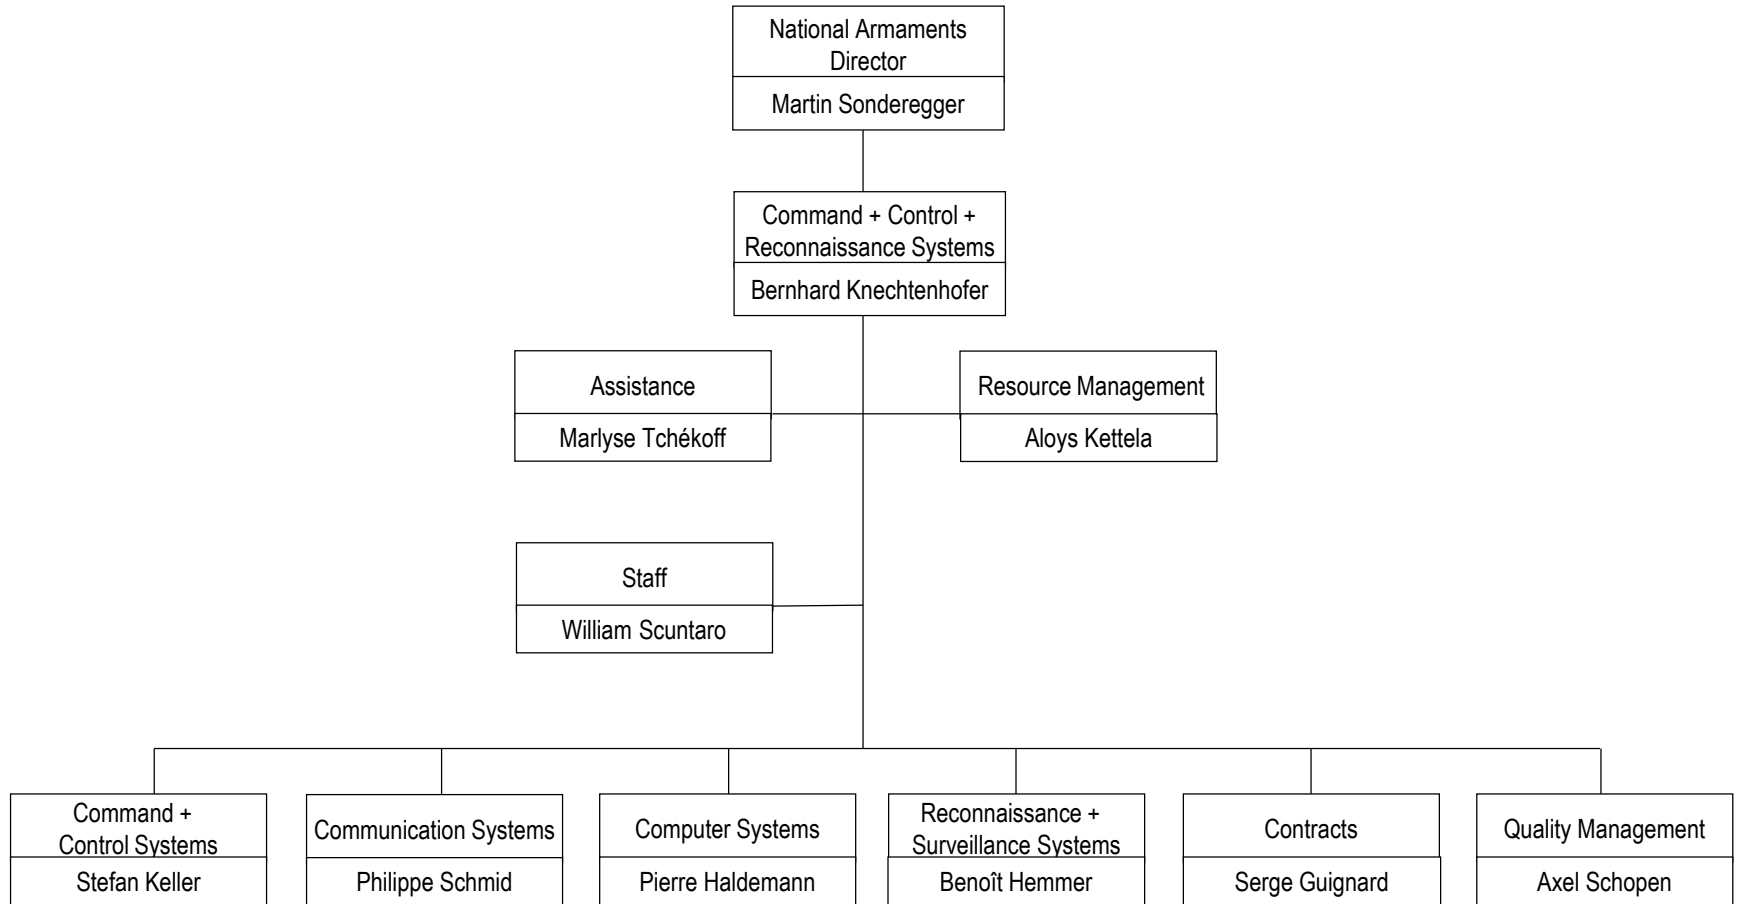 National Armaments
Director
Martin Sonderegger
Command + Control +
Reconnaissance Systems
Bernhard Knechtenhofer
Assistance
Marlyse Tchékoff
Resource Management
Aloys Kettela
Staff
William Scuntaro
Command +
Control Systems
Stefan Keller
Communication Systems
Philippe Schmid
Computer Systems
Pierre Haldemann
Reconnaissance +
Surveillance Systems
Benoît Hemmer
Contracts
Serge Guignard
Quality Management
Axel Schopen